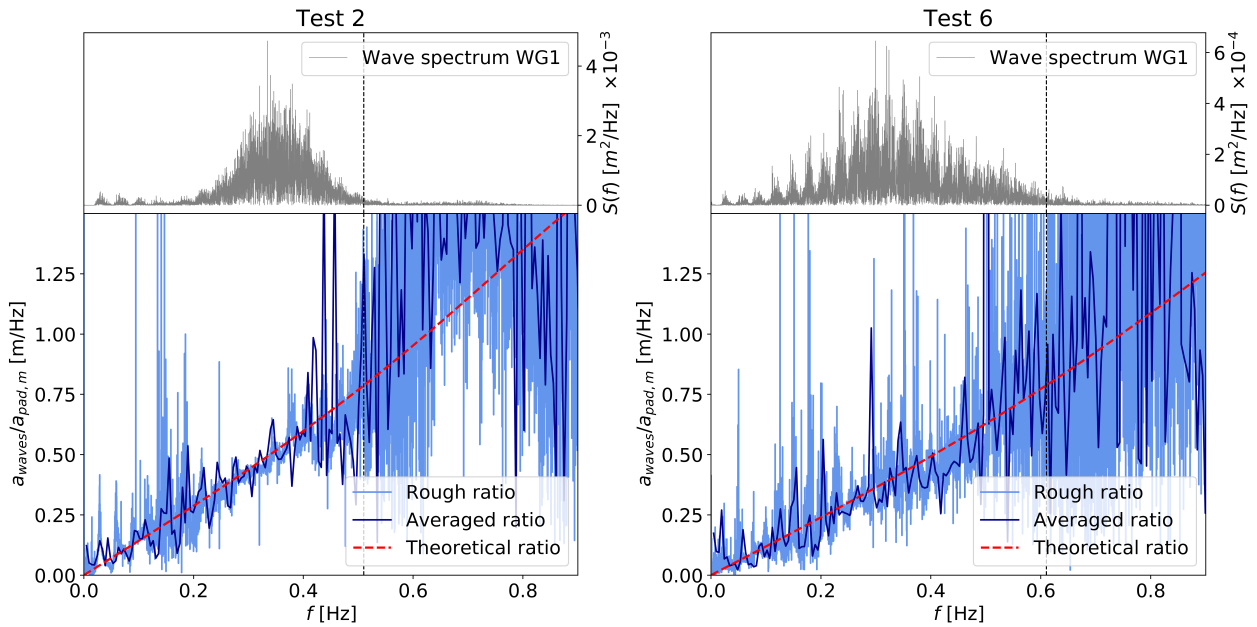 Test 2
Wave spectrum WG1
×10⁻³
4
2
0
S(f) [m²/Hz]
1.25
1.00
0.75
0.50
0.25
0.00
a_waves/a_pad, m [m/Hz]
Rough ratio
Averaged ratio
Theoretical ratio
0.0 0.2 0.4 0.6 0.8
f [Hz]
Test 6
Wave spectrum WG1
×10⁻⁴
6
4
2
0
S(f) [m²/Hz]
1.25
1.00
0.75
0.50
0.25
0.00
a_waves/a_pad, m [m/Hz]
Rough ratio
Averaged ratio
Theoretical ratio
0.0 0.2 0.4 0.6 0.8
f [Hz]